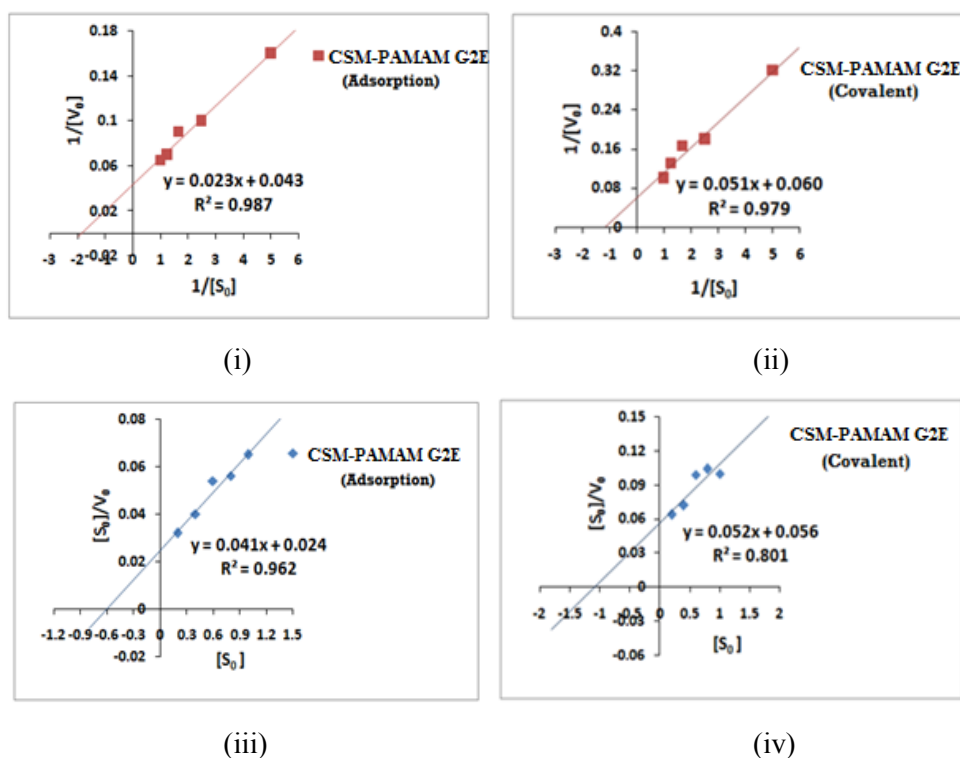 0.18
0.14
0.10
0.06
0.02
-0.02
1/[V₀]
CSM-PAMAM G2E
(Adsorption)
y = 0.023x + 0.043
R² = 0.987
-3 -2 -1 0 1 2 3 4 5 6
1/[S₀]
(i)
0.4
0.32
0.24
0.16
0.08
0
1/[V₀]
CSM-PAMAM G2E
(Covalent)
y = 0.051x + 0.060
R² = 0.979
-3 -2 -1 0 1 2 3 4 5 6
1/[S₀]
(ii)
0.08
0.06
0.04
0.02
0
-0.02
[S₀]/V₀
CSM-PAMAM G2E
(Adsorption)
y = 0.041x + 0.024
R² = 0.962
-1.2 -0.9 -0.6 -0.3 0 0.3 0.6 0.9 1.2 1.5
[S₀]
(iii)
0.15
0.12
0.09
0.06
0.03
0
-0.03
-0.06
[S₀]/V₀
CSM-PAMAM G2E
(Covalent)
y = 0.052x + 0.056
R² = 0.801
-2 -1.5 -1 -0.5 0 0.5 1 1.5 2
[S₀]
(iv)